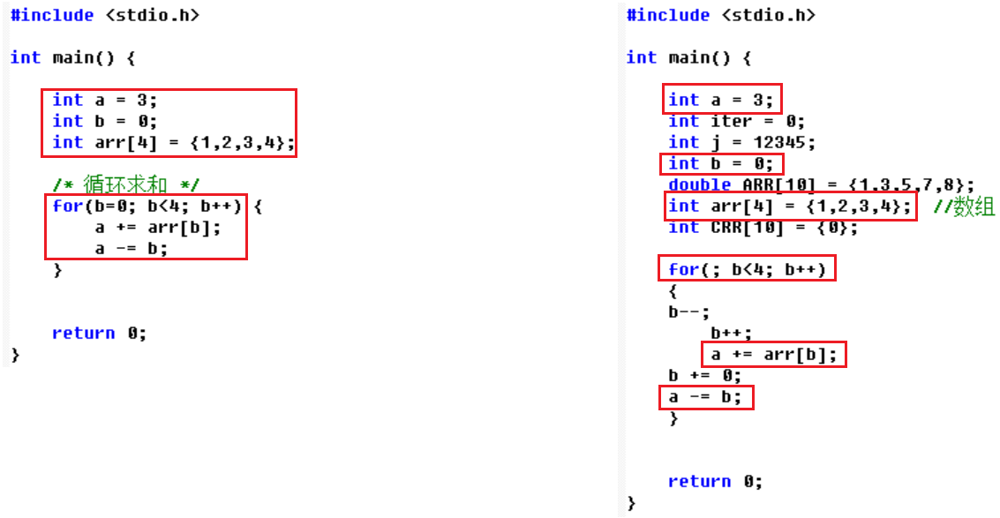 #include <stdio.h>
int main() {
int a = 3;
int b = 0;
int arr[4] = {1,2,3,4};
/* 循环求和 */
for(b=0; b<4; b++) {
a += arr[b];
a -= b;
}
return 0;
}
#include <stdio.h>
int main() {
int a = 3;
int iter = 0;
int j = 12345;
int b = 0;
double ARR[10] = {1,3,5,7,8};
int arr[4] = {1,2,3,4}; //数组
int CRR[10] = {0};
for(; b<4; b++)
{
b--;
b++;
a += arr[b];
b += 0;
a -= b;
}
return 0;
}